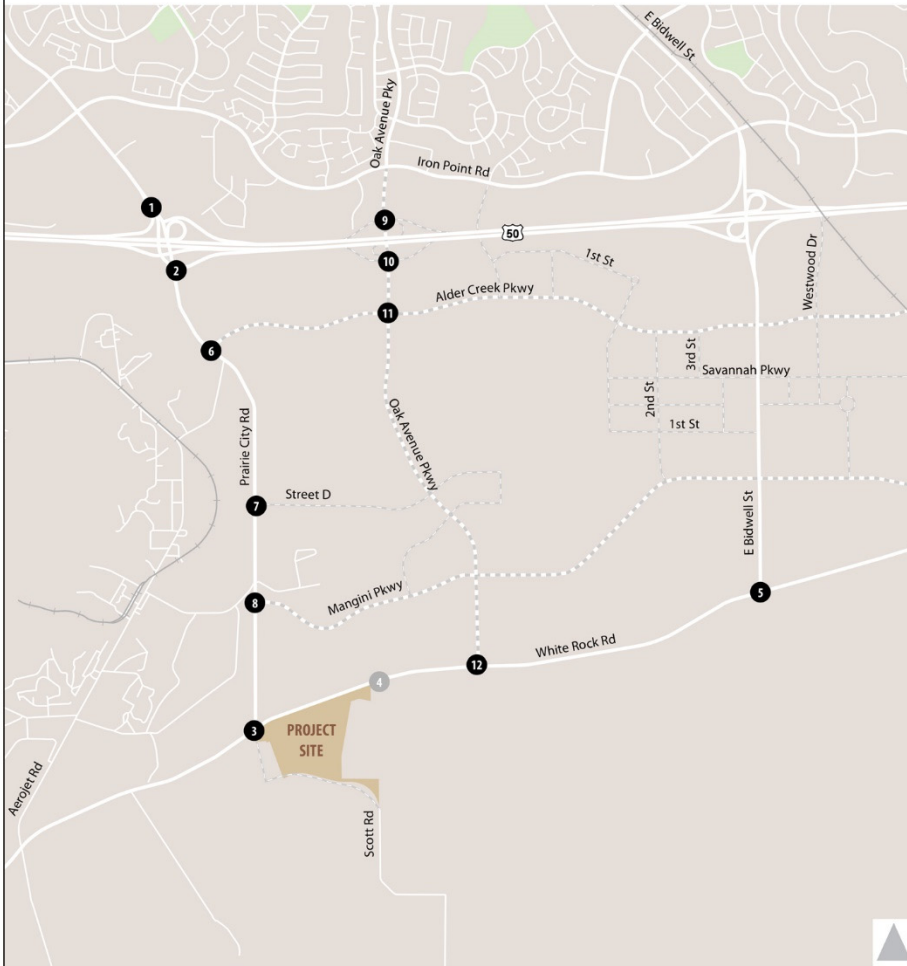 E Bidwell St
Oak Avenue Pky
Iron Point Rd
1
9
50
2
10
1st St
Westwood Dr
Alder Creek Pkwy
11
6
3rd St
Savannah Pkwy
2nd St
Oak Avenue Pkwy
1st St
Prairie City Rd
Street D
7
E Bidwell St
8
Mangini Pkwy
5
White Rock Rd
12
4
3
PROJECT
SITE
Aerojet Rd
Scott Rd